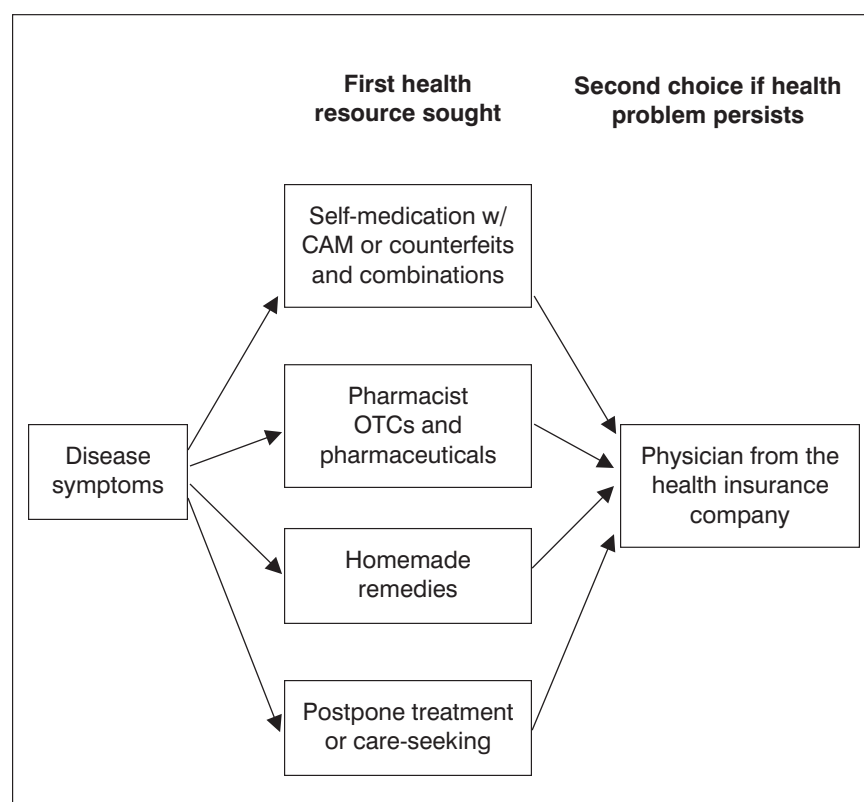 First health
resource sought
Second choice if health
problem persists
Self-medication w/
CAM or counterfeits
and combinations
Pharmacist
OTCs and
pharmaceuticals
Disease
symptoms
Physician from the
health insurance
company
Homemade
remedies
Postpone treatment
or care-seeking